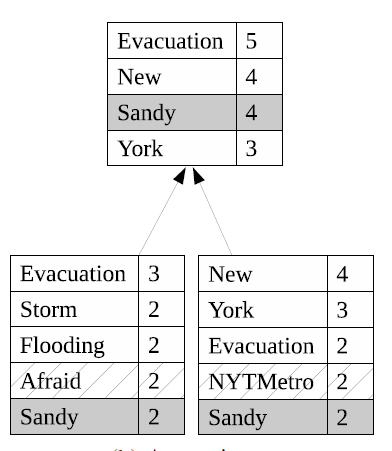 Evacuation 5
New 4
Sandy 4
York 3
Evacuation 3
Storm 2
Flooding 2
Afraid 2
Sandy 2
New 4
York 3
Evacuation 2
NYTMetro 2
Sandy 2